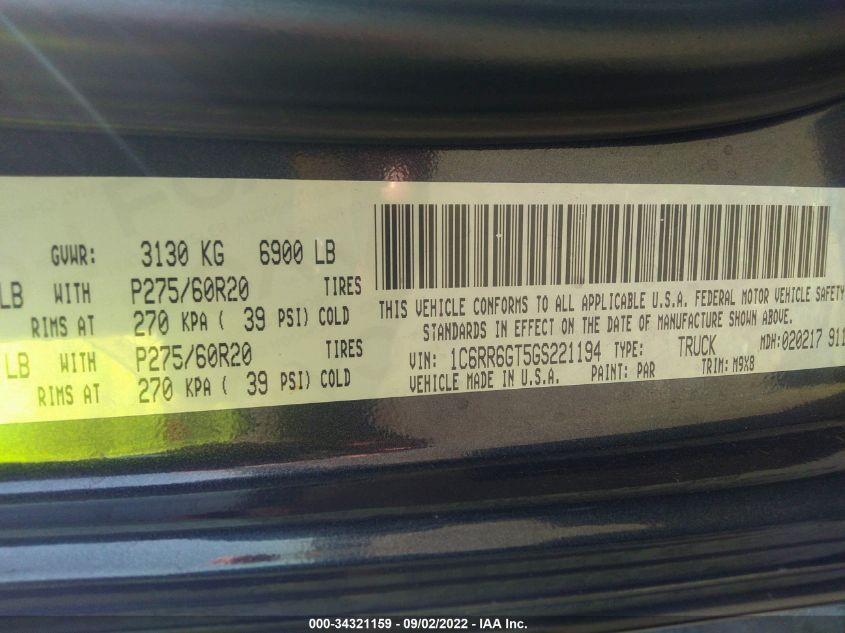 GVWR: 3130 KG 6900 LB
LB WITH P275/60R20 TIRES
RIMS AT 270 KPA ( 39 PSI) COLD
LB WITH P275/60R20 TIRES
RIMS AT 270 KPA ( 39 PSI) COLD
THIS VEHICLE CONFORMS TO ALL APPLICABLE U.S.A. FEDERAL MOTOR VEHICLE SAFETY
STANDARDS IN EFFECT ON THE DATE OF MANUFACTURE SHOWN ABOVE.
VIN: 1C6RR6GT5GS221194 TYPE: TRUCK MDH:020217 911
VEHICLE MADE IN U.S.A. PAINT: PAR TRIM: M9X8
000-34321159 - 09/02/2022 - IAA Inc.